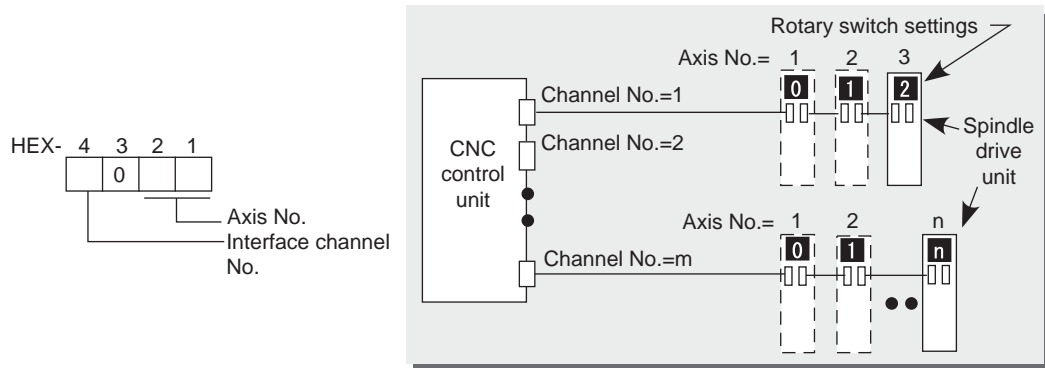 HEX- 4 3 2 1
0
Axis No.
Interface channel
No.
Rotary switch settings
Axis No.= 1 2 3
0 1 2
Channel No.=1
Channel No.=2
CNC
control
unit
Spindle
drive
unit
Axis No.= 1 2 n
0 1 n
Channel No.=m